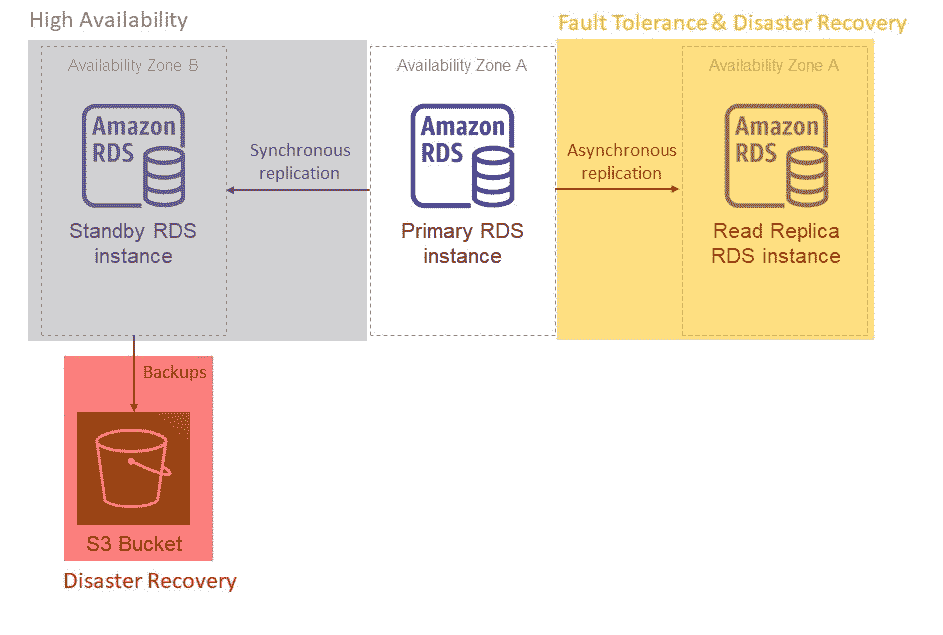 High Availability
Fault Tolerance & Disaster Recovery
Availability Zone B
Availability Zone A
Availability Zone A
Amazon
RDS
Amazon
RDS
Amazon
RDS
Synchronous
replication
Asynchronous
replication
Standby RDS
instance
Primary RDS
instance
Read Replica
RDS instance
Backups
S3 Bucket
Disaster Recovery